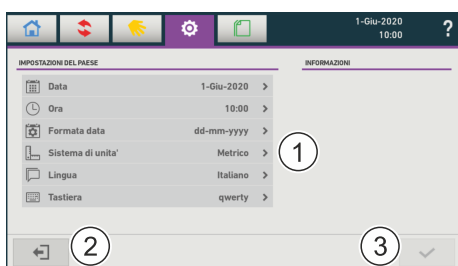 1-Giu-2020
10:00
?
IMPOSTAZIONI DEL PAESE
INFORMAZIONI
Data 1-Giu-2020 >
Ora 10:00 >
Formata data dd-mm-yyyy >
Sistema di unita' Metrico >
Lingua Italiano >
Tastiera qwerty >
1
2
3